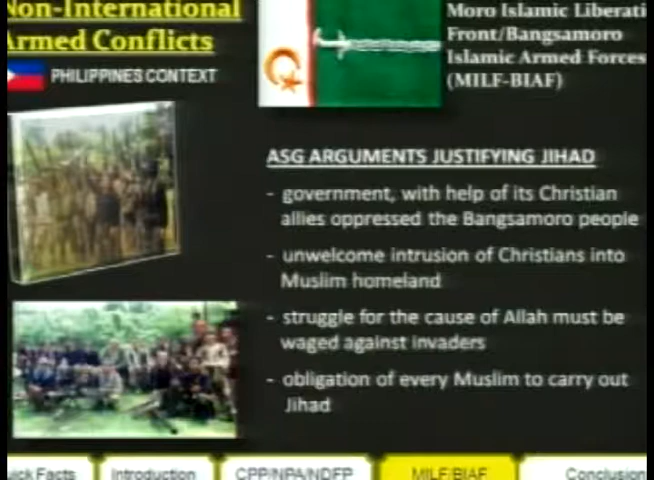 Non-International
Armed Conflicts
PHILIPPINES CONTEXT
Moro Islamic Liberati
Front/Bangsamoro
Islamic Armed Forces
(MILF-BIAF)
ASG ARGUMENTS JUSTIFYING JIHAD
- government, with help of its Christian
allies oppressed the Bangsamoro people
- unwelcome intrusion of Christians into
Muslim homeland
- struggle for the cause of Allah must be
waged against invaders
- obligation of every Muslim to carry out
Jihad
uick Facts
Introduction
CPP/NPA/NDFP
MILF/BIAF
Conclusion